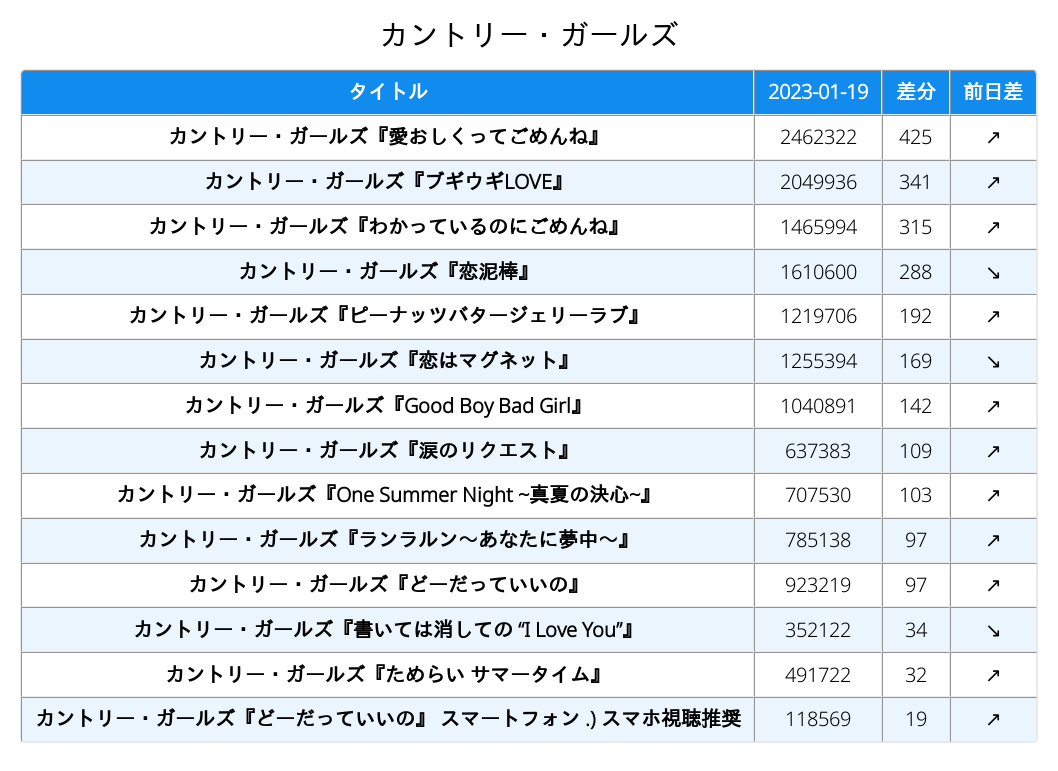 カントリー・ガールズ
タイトル 2023-01-19 差分 前日差
カントリー・ガールズ『愛おしくってごめんね』 2462322 425 ↗
カントリー・ガールズ『ブギウギLOVE』 2049936 341 ↗
カントリー・ガールズ『わかっているのにごめんね』 1465994 315 ↗
カントリー・ガールズ『恋泥棒』 1610600 288 ↘
カントリー・ガールズ『ピーナッツバタージェリーラブ』 1219706 192 ↗
カントリー・ガールズ『恋はマグネット』 1255394 169 ↘
カントリー・ガールズ『Good Boy Bad Girl』 1040891 142 ↗
カントリー・ガールズ『涙のリクエスト』 637383 109 ↗
カントリー・ガールズ『One Summer Night ~真夏の決心~』 707530 103 ↗
カントリー・ガールズ『ランラルン～あなたに夢中～』 785138 97 ↗
カントリー・ガールズ『どーだっていいの』 923219 97 ↗
カントリー・ガールズ『書いては消しての “I Love You”』 352122 34 ↘
カントリー・ガールズ『ためらい サマータイム』 491722 32 ↗
カントリー・ガールズ『どーだっていいの』 スマートフォン .) スマホ視聴推奨 118569 19 ↗